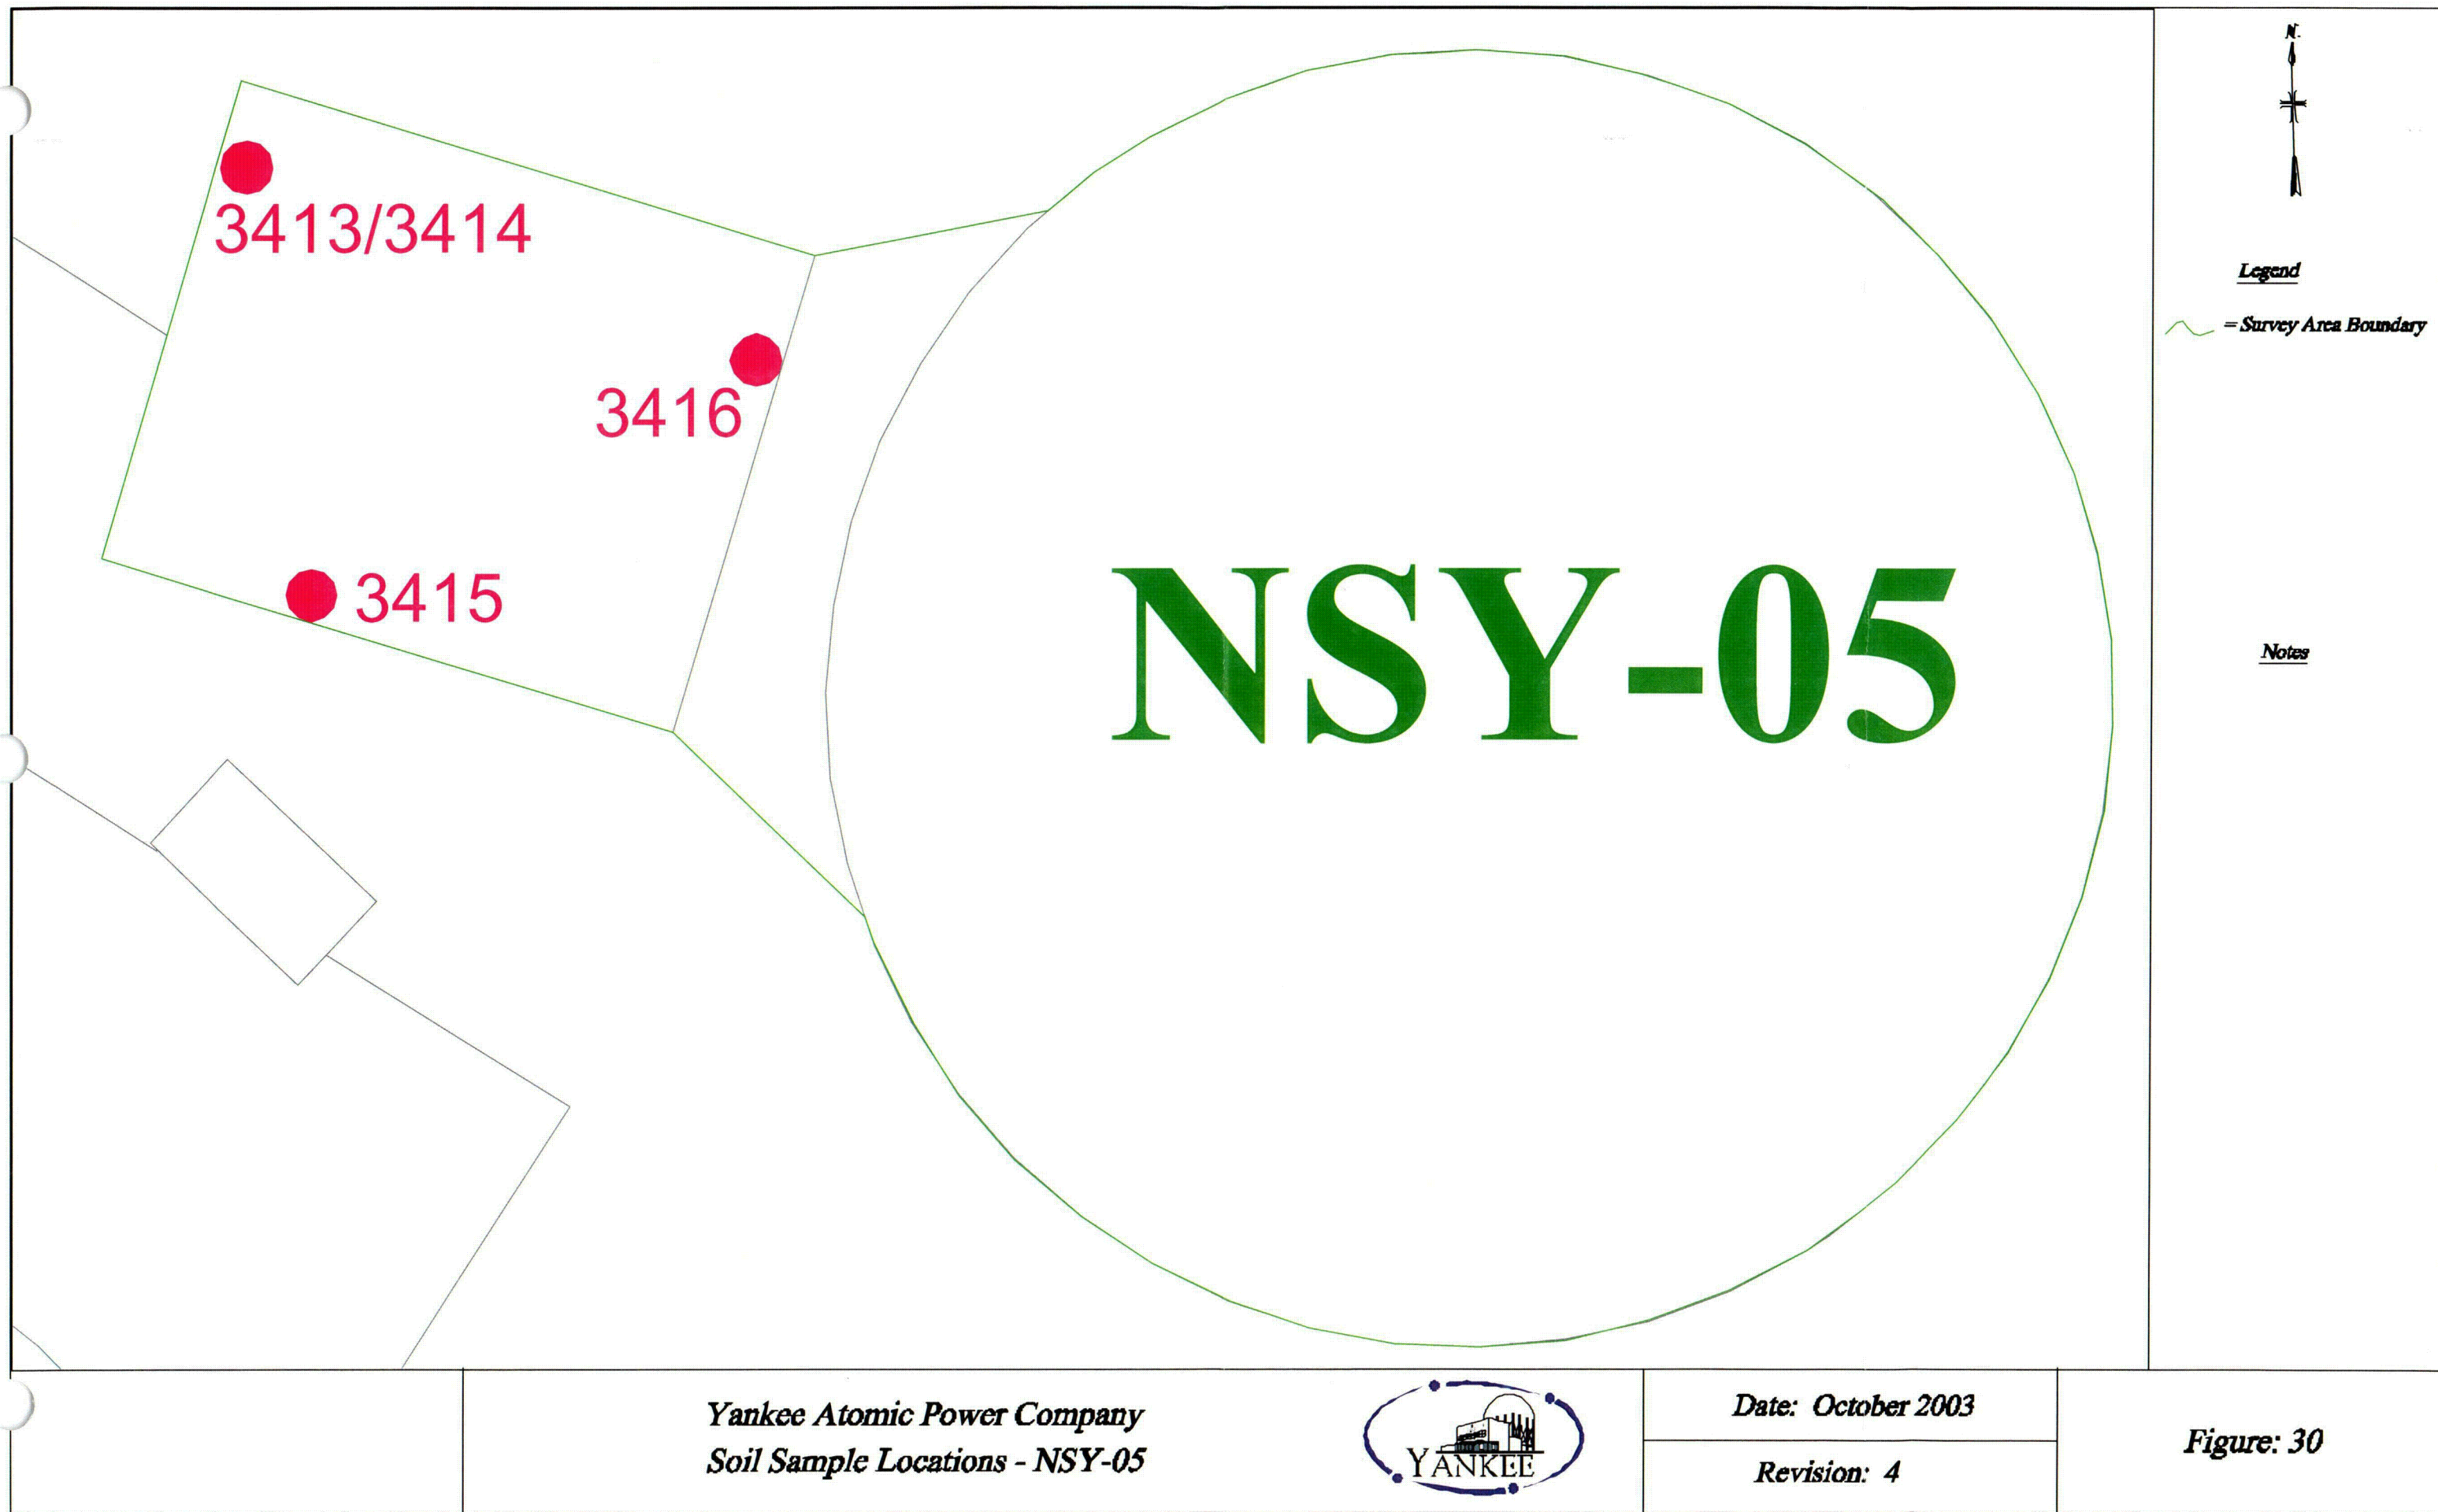 N.
3413/3414
Legend
= Survey Area Boundary
3416
NSY-05
3415
Notes
Yankee Atomic Power Company
Soil Sample Locations - NSY-05
YANKEE
Date: October 2003
Revision: 4
Figure: 30